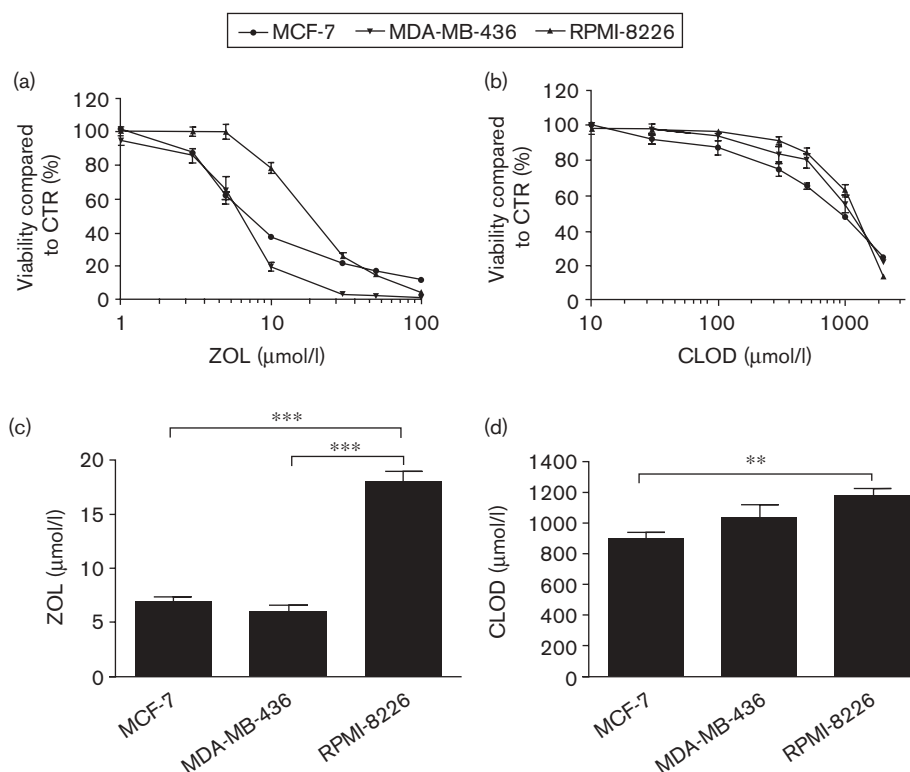 MCF-7 MDA-MB-436 RPMI-8226
(a)
120
100
80
60
40
20
0
Viability compared
to CTR (%)
1 10 100
ZOL (μmol/l)
(b)
120
100
80
60
40
20
0
Viability compared
to CTR (%)
10 100 1000
CLOD (μmol/l)
(c)
***
***
20
15
10
5
0
ZOL (μmol/l)
MCF-7
MDA-MB-436
RPMI-8226
(d)
**
1400
1200
1000
800
600
400
200
0
CLOD (μmol/l)
MCF-7
MDA-MB-436
RPMI-8226